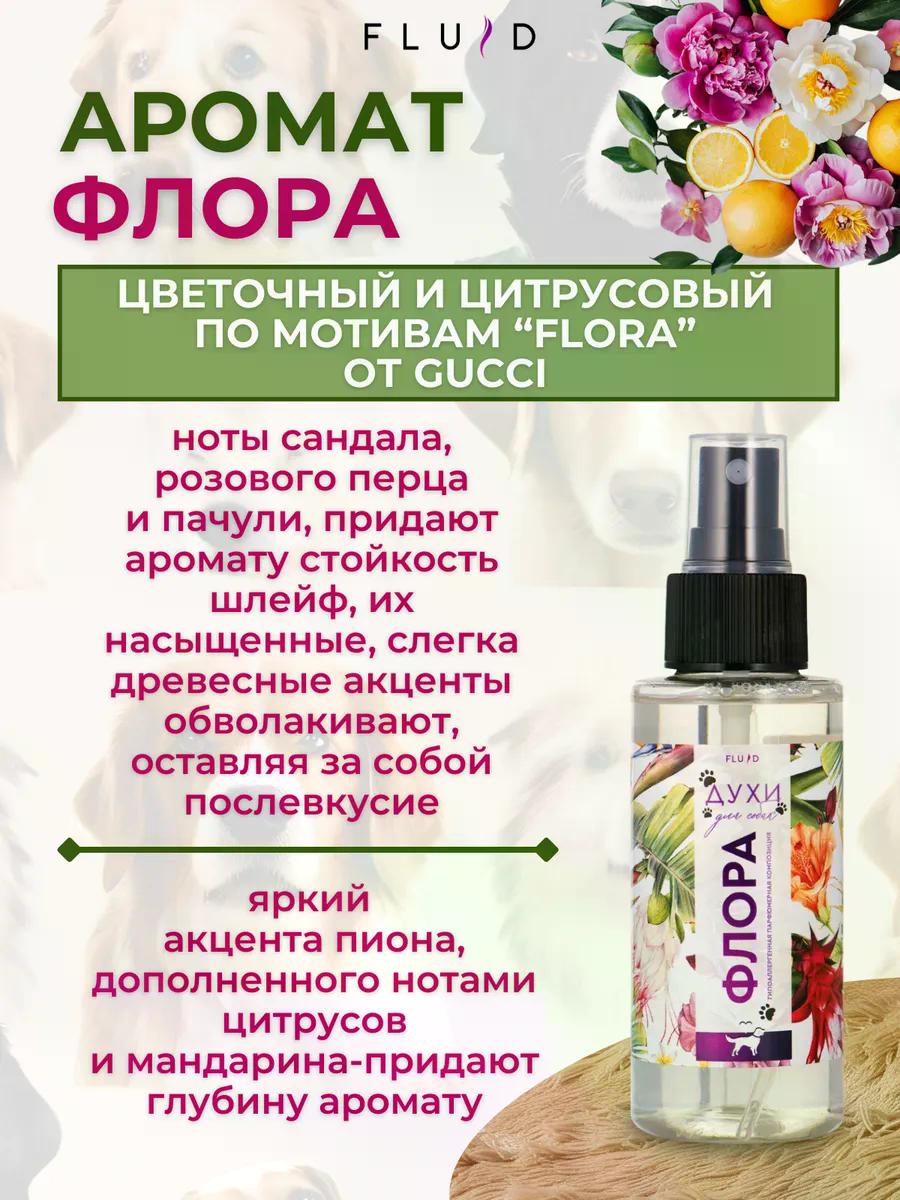 FLUID
АРОМАТ
ФЛОРА
ЦВЕТОЧНЫЙ И ЦИТРУСОВЫЙ
ПО МОТИВАМ “FLORA”
ОТ GUCCI
ноты сандала,
розового перца
и пачули, придают
аромату стойкость
шлейф, их
насыщенные, слегка
древесные акценты
обволакивают,
оставляя за собой
послевкусие
яркий
акцента пиона,
дополненного нотами
цитрусов
и мандарина-придают
глубину аромату
FLUID
ДУХИ
для собак
ФЛОРА
ГИПОАЛЛЕРГЕННАЯ ПАРФЮМЕРНАЯ КОМПОЗИЦИЯ